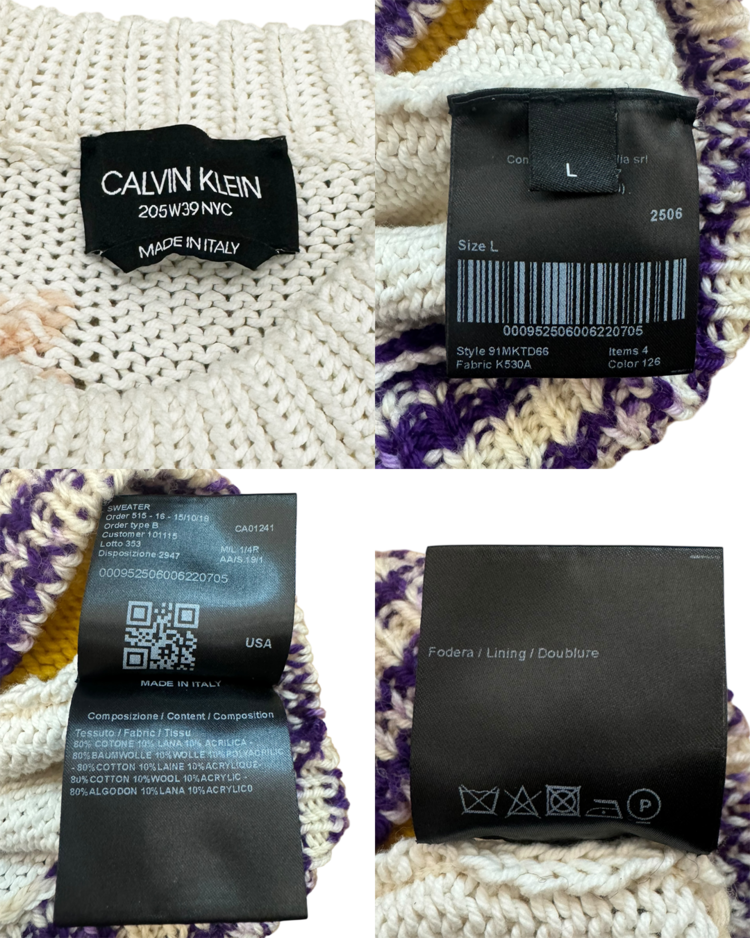 CALVIN KLEIN
205W39 NYC
MADE IN ITALY
L
2506
Size L
000952506006220705
Style 91MKTD66 Items 4
Fabric K530A Color 126
SWEATER
Order 515 - 16 - 15/10/18
Order type B CA01241
Customer 101115
Lotto 353 M/L 1/4R
Disposizione 2947 AA/S 19/1
000952506006220705
USA
MADE IN ITALY
Composizione / Content / Composition
Tessuto / Fabric / Tissu
80% COTONE 10% LANA 10% ACRILICA -
80%BAUMWOLLE 10%WOLLE 10%POLYACRILIC
- 80%COTTON 10%LAINE 10%ACRYLIQUE-
80%COTTON 10%WOOL 10%ACRYLIC -
80%ALGODON 10%LANA 10%ACRYLICO
Fodera / Lining / Doublure
P